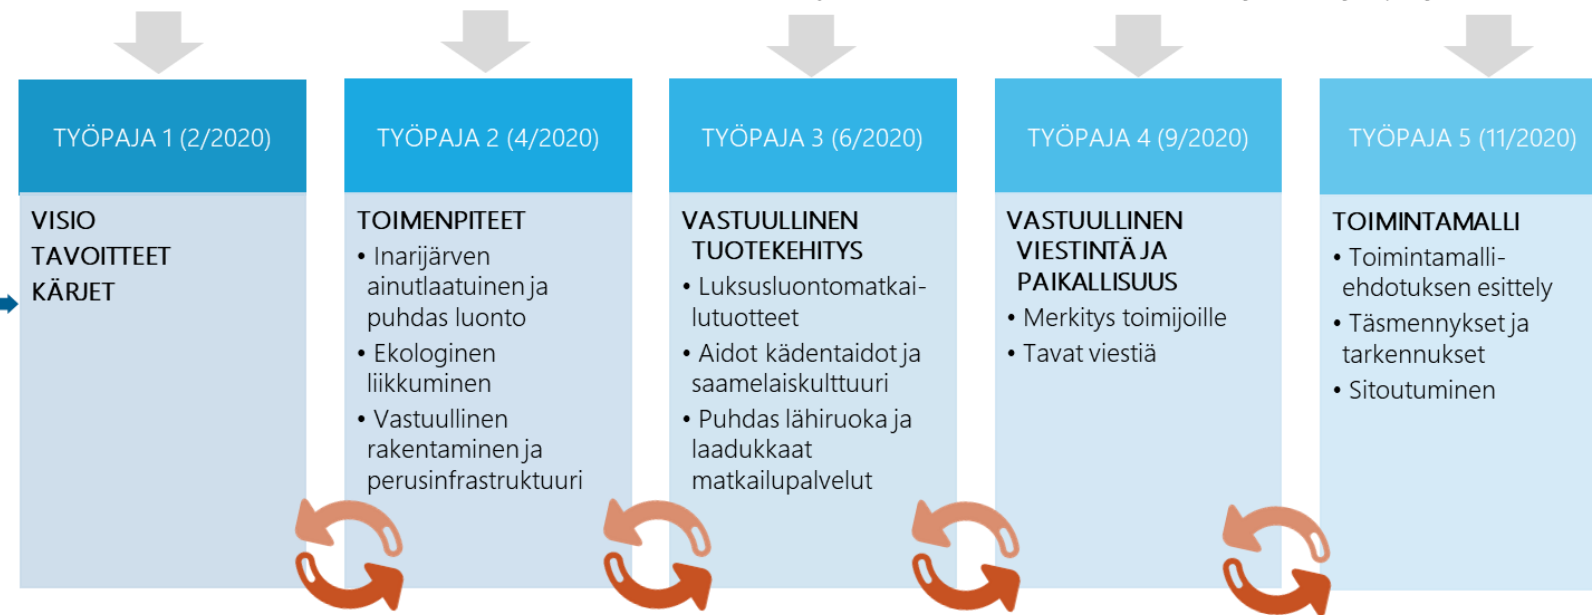 TYÖPAJA 1 (2/2020)
VISIO
TAVOITTEET
KÄRJET
TYÖPAJA 2 (4/2020)
TOIMENPITEET
• Inarijärven
ainutlaatuinen ja
puhdas luonto
• Ekologinen
liikkuminen
• Vastuullinen
rakentaminen ja
perusinfrastruktuuri
TYÖPAJA 3 (6/2020)
VASTUULLINEN
TUOTEKEHITYS
• Luksusluontomatkai-
lutuotteet
• Aidot kädentaidot ja
saamelaiskulttuuri
• Puhdas lähiruoka ja
laadukkaat
matkailupalvelut
TYÖPAJA 4 (9/2020)
VASTUULLINEN
VIESTINTÄ JA
PAIKALLISUUS
• Merkitys toimijoille
• Tavat viestiä
TYÖPAJA 5 (11/2020)
TOIMINTAMALLI
• Toimintamalli-
ehdotuksen esittely
• Täsmennykset ja
tarkennukset
• Sitoutuminen